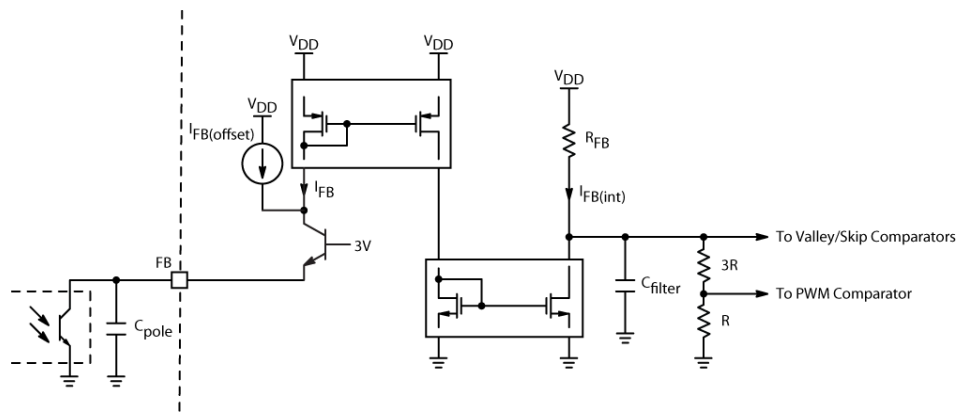 VDD
VDD
VDD
VDD
IFB(offset)
RFB
IFB
IFB(int)
3V
To Valley/Skip Comparators
FB
3R
Cfilter
To PWM Comparator
Cpole
R